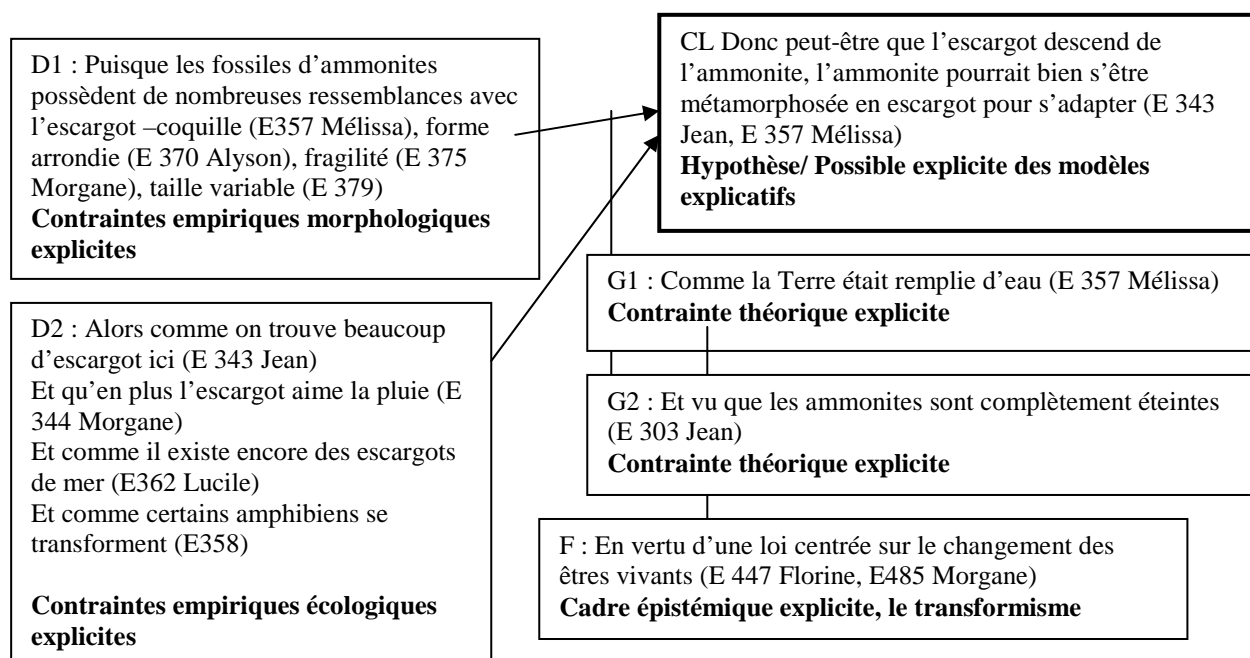 D1 : Puisque les fossiles d’ammonites
possèdent de nombreuses ressemblances avec
l’escargot –coquille (E357 Mélissa), forme
arrondie (E 370 Alyson), fragilité (E 375
Morgane), taille variable (E 379)
Contraintes empiriques morphologiques
explicites
D2 : Alors comme on trouve beaucoup
d’escargot ici (E 343 Jean)
Et qu’en plus l’escargot aime la pluie (E
344 Morgane)
Et comme il existe encore des escargots
de mer (E362 Lucile)
Et comme certains amphibiens se
transforment (E358)
Contraintes empiriques écologiques
explicites
CL Donc peut-être que l’escargot descend de
l’ammonite, l’ammonite pourrait bien s’être
métamorphosée en escargot pour s’adapter (E 343
Jean, E 357 Mélissa)
Hypothèse/ Possible explicite des modèles
explicatifs
G1 : Comme la Terre était remplie d’eau (E 357 Mélissa)
Contrainte théorique explicite
G2 : Et vu que les ammonites sont complètement éteintes
(E 303 Jean)
Contrainte théorique explicite
F : En vertu d’une loi centrée sur le changement des
êtres vivants (E 447 Florine, E485 Morgane)
Cadre épistémique explicite, le transformisme